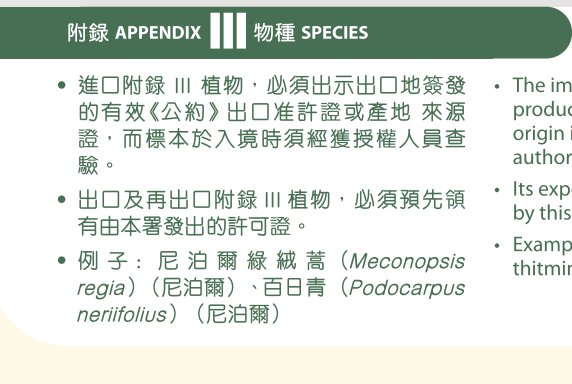 附錄 APPENDIX III 物種 SPECIES
• 進口附錄 III 植物，必須出示出口地簽發
的有效《公約》出口准許證或產地 來源
證，而標本於入境時須經獲授權人員查
驗。
• 出口及再出口附錄 III 植物，必須預先領
有由本署發出的許可證。
• 例子：尼泊爾綠絨蒿（Meconopsis
regia）（尼泊爾）、百日青（Podocarpus
neriifolius）（尼泊爾）
• The im
produc
origin i
author
• Its exp
by this
• Examp
thitmin